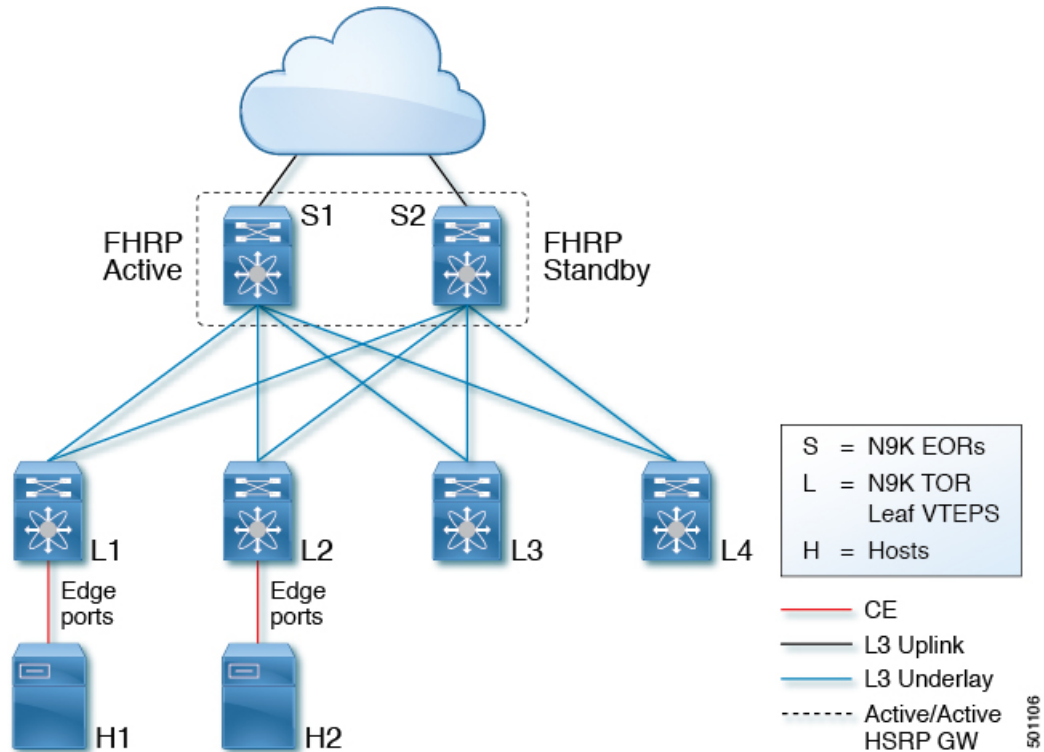 S1
S2
FHRP
Active
FHRP
Standby
L1
L2
L3
L4
Edge
ports
Edge
ports
H1
H2
S = N9K EORs
L = N9K TOR
Leaf VTEPS
H = Hosts
CE
L3 Uplink
L3 Underlay
Active/Active
HSRP GW
501106